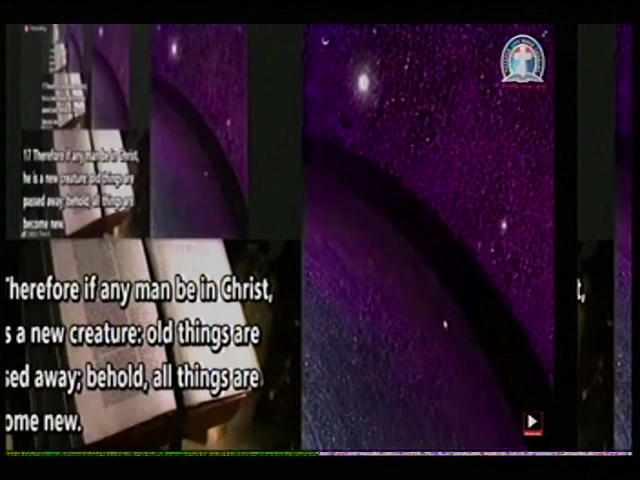 17 Therefore if any man be in Christ,
he is a new creature: old things are
passed away; behold, all things are
become new.
Therefore if any man be in Christ,
s a new creature: old things are
sed away; behold, all things are
ome new.
t,